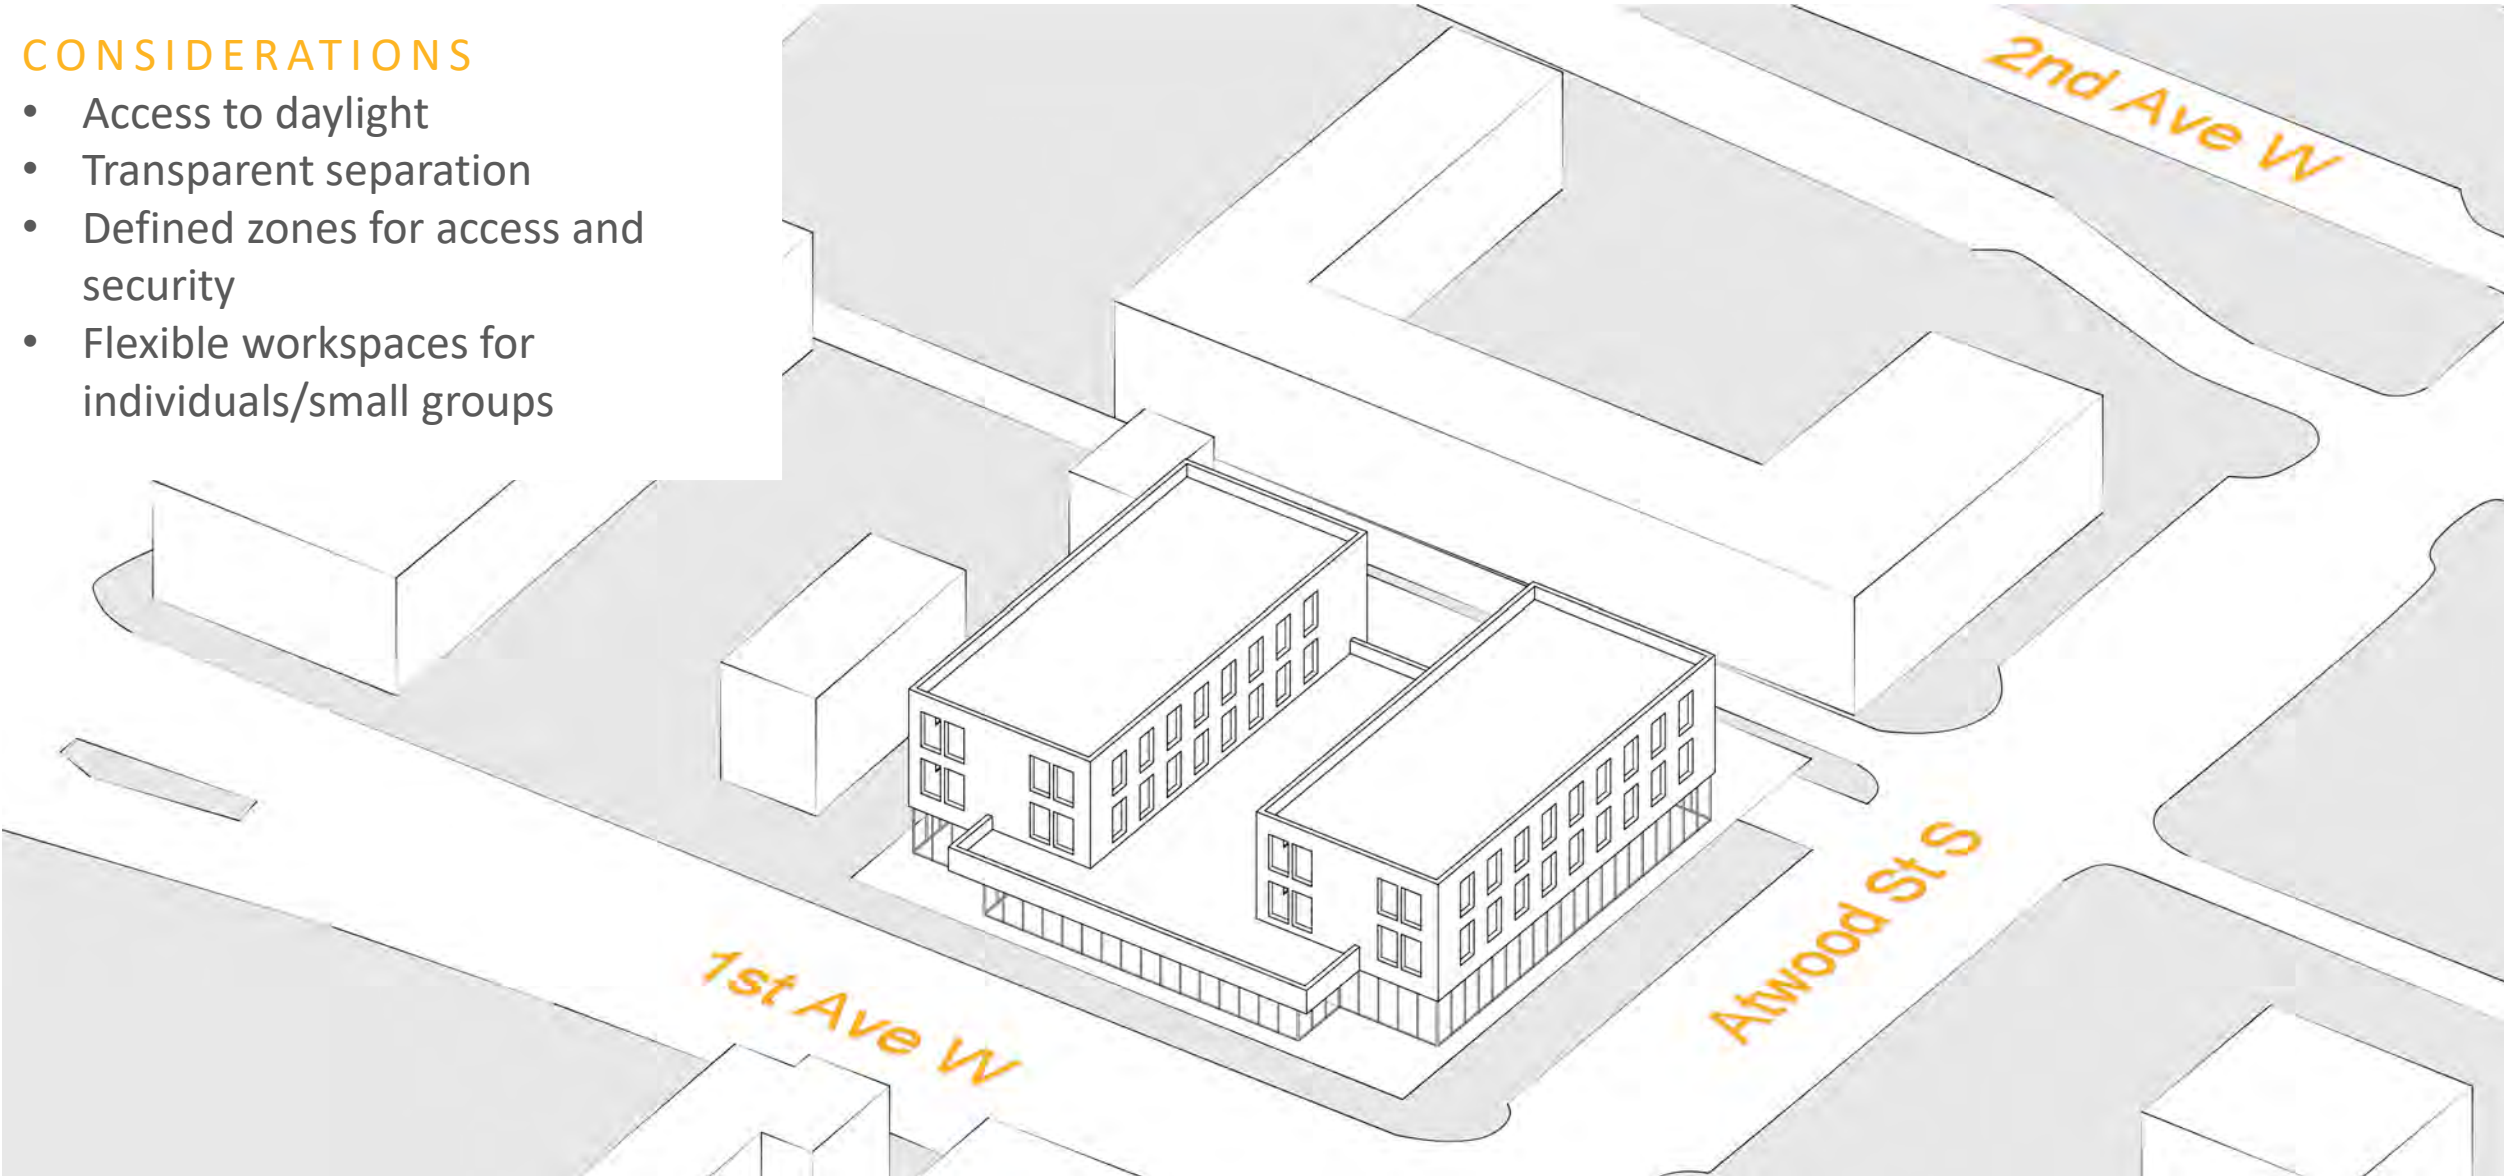 CONSIDERATIONS
• Access to daylight
• Transparent separation
• Defined zones for access and
security
• Flexible workspaces for
individuals/small groups
2nd Ave W
Atwood St S
1st Ave W